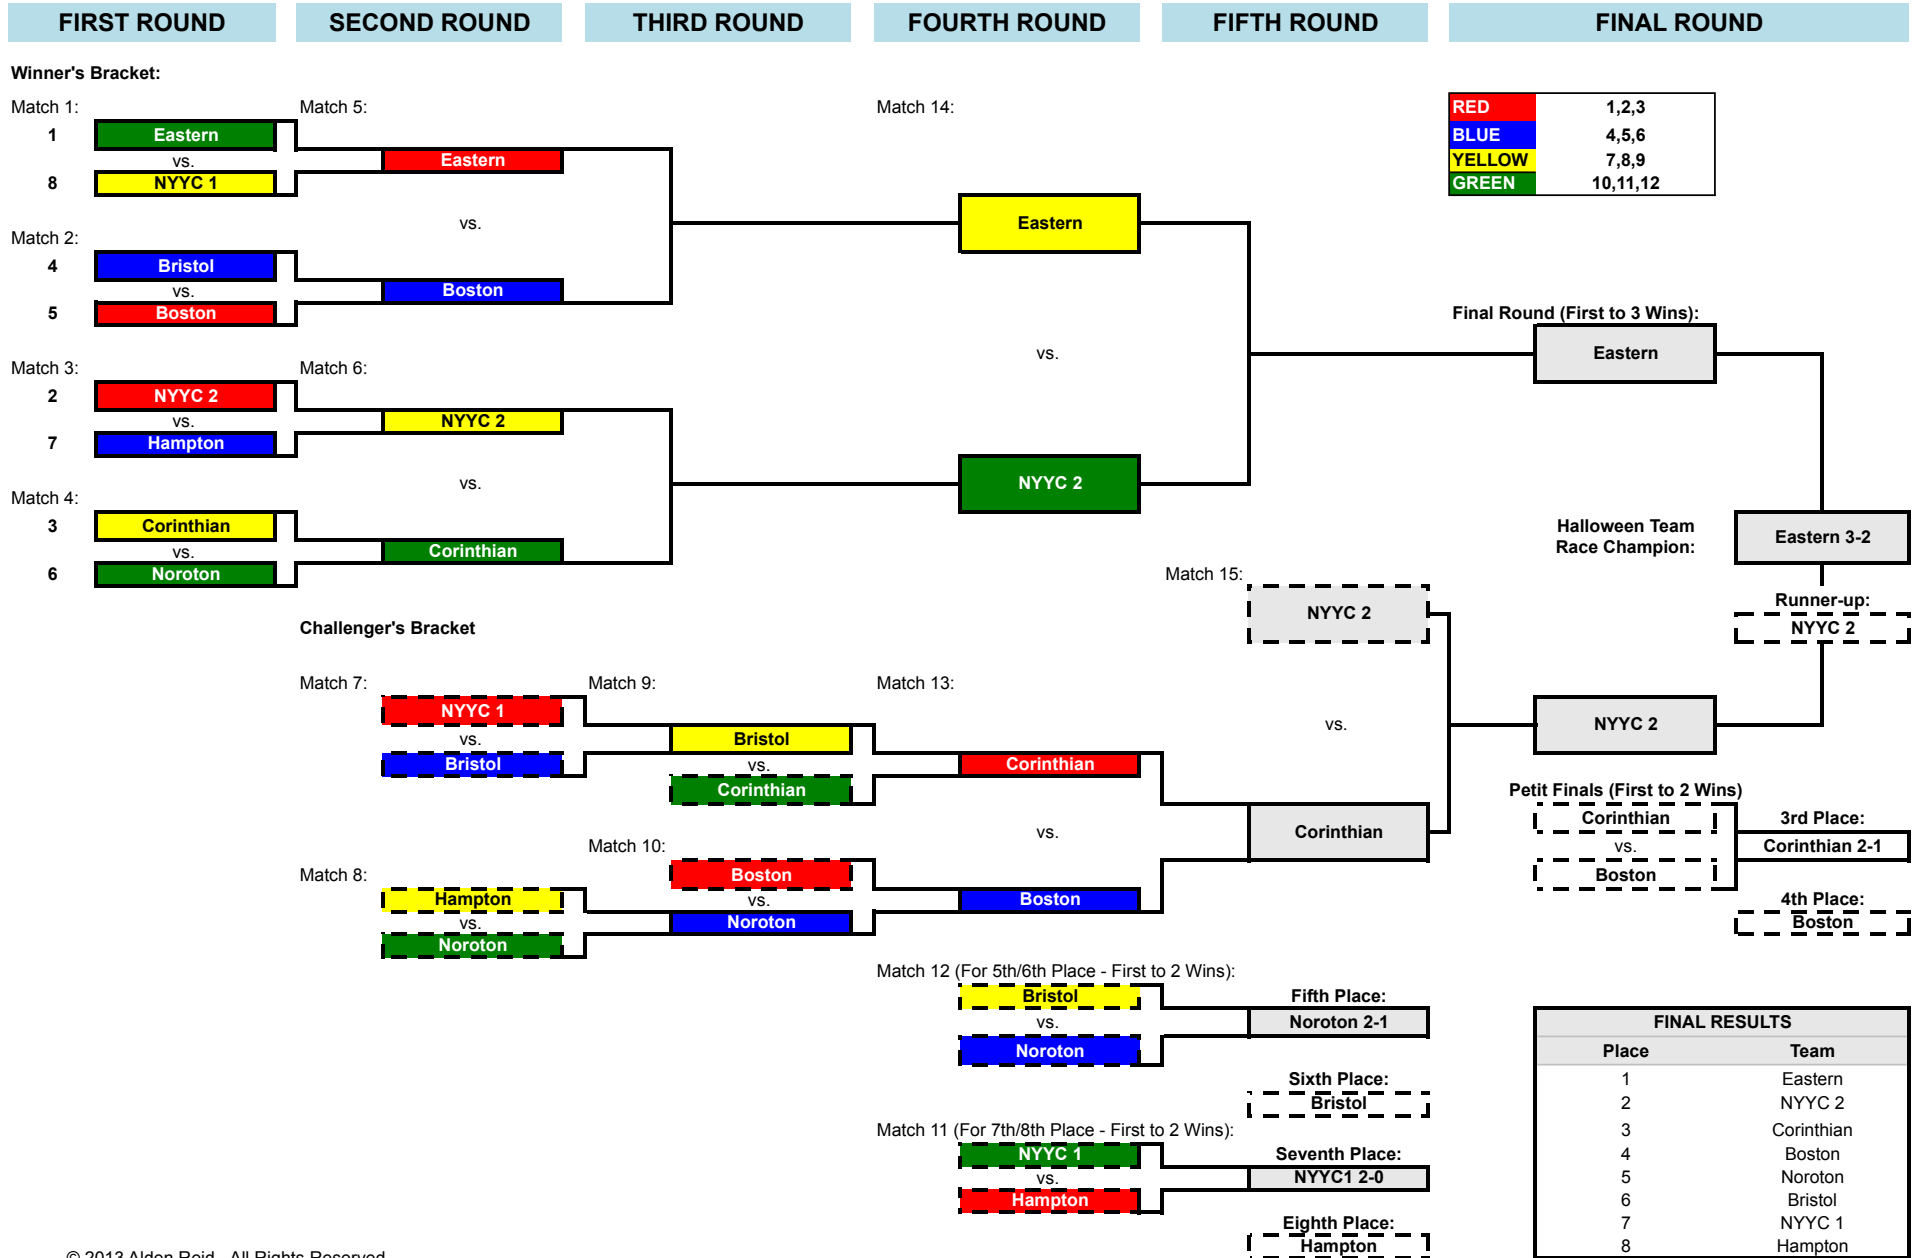 FIRST ROUND SECOND ROUND THIRD ROUND FOURTH ROUND FIFTH ROUND FINAL ROUND
Winner's Bracket:
Match 1:
1 Eastern
vs.
8 NYYC 1
Match 2:
4 Bristol
vs.
5 Boston
Match 3:
2 NYYC 2
vs.
7 Hampton
Match 4:
3 Corinthian
vs.
6 Noroton
Match 5:
Eastern
vs.
Boston
Match 6:
NYYC 2
vs.
Corinthian
Match 14:
Eastern
vs.
NYYC 2
RED 1,2,3
BLUE 4,5,6
YELLOW 7,8,9
GREEN 10,11,12
Final Round (First to 3 Wins):
Eastern
Halloween Team
Race Champion:
Eastern 3-2
Runner-up:
NYYC 2
NYYC 2
Challenger's Bracket
Match 7:
NYYC 1
vs.
Bristol
Match 8:
Hampton
vs.
Noroton
Match 9:
Bristol
vs.
Corinthian
Match 10:
Boston
vs.
Noroton
Match 13:
Corinthian
vs.
Boston
Match 15:
NYYC 2
vs.
Corinthian
Petit Finals (First to 2 Wins)
Corinthian
vs.
Boston
3rd Place:
Corinthian 2-1
4th Place:
Boston
Match 12 (For 5th/6th Place - First to 2 Wins):
Bristol
vs.
Noroton
Fifth Place:
Noroton 2-1
Sixth Place:
Bristol
Match 11 (For 7th/8th Place - First to 2 Wins):
NYYC 1
vs.
Hampton
Seventh Place:
NYYC1 2-0
Eighth Place:
Hampton
FINAL RESULTS
Place Team
1 Eastern
2 NYYC 2
3 Corinthian
4 Boston
5 Noroton
6 Bristol
7 NYYC 1
8 Hampton
© 2013 Alden Reid - All Rights Reserved